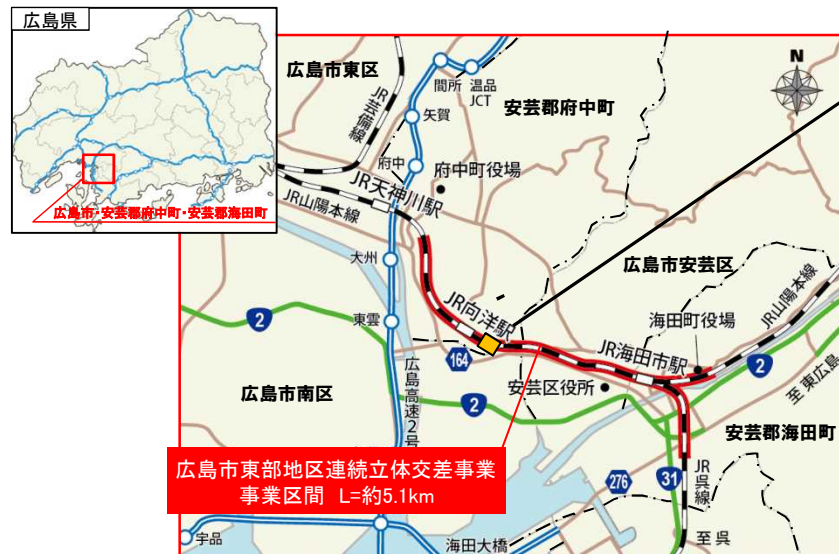 広島県
広島市・安芸郡府中町・安芸郡海田町
広島市東区
JR芸備線
間所
温品
JCT
安芸郡府中町
N
矢賀
府中
府中町役場
JR天神川駅
JR山陽本線
大州
広島市安芸区
JR山陽本線
2
東雲
JR向洋駅
海田町役場
164
JR海田市駅
2
広島市南区
広島高速2号
安芸区役所
至 東広島
2
安芸郡海田町
広島市東部地区連続立体交差事業
事業区間 L=約5.1km
276
31
JR呉線
宇品
海田大橋
至 呉